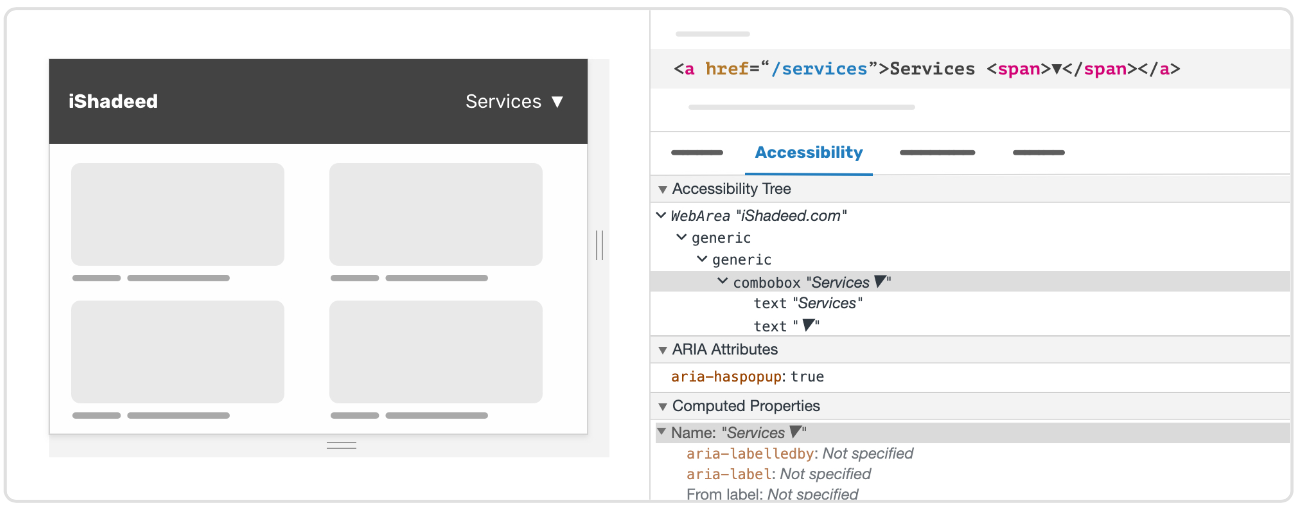 iShadeed
Services ▼
<a href=“/services”>Services <span>▼</span></a>
Accessibility
▼ Accessibility Tree
WebArea "iShadeed.com"
generic
generic
combobox "Services ▼"
text "Services"
text " ▼"
▼ ARIA Attributes
aria-haspopup: true
▼ Computed Properties
▼ Name: "Services ▼"
aria-labelledby: Not specified
aria-label: Not specified
From label: Not specified